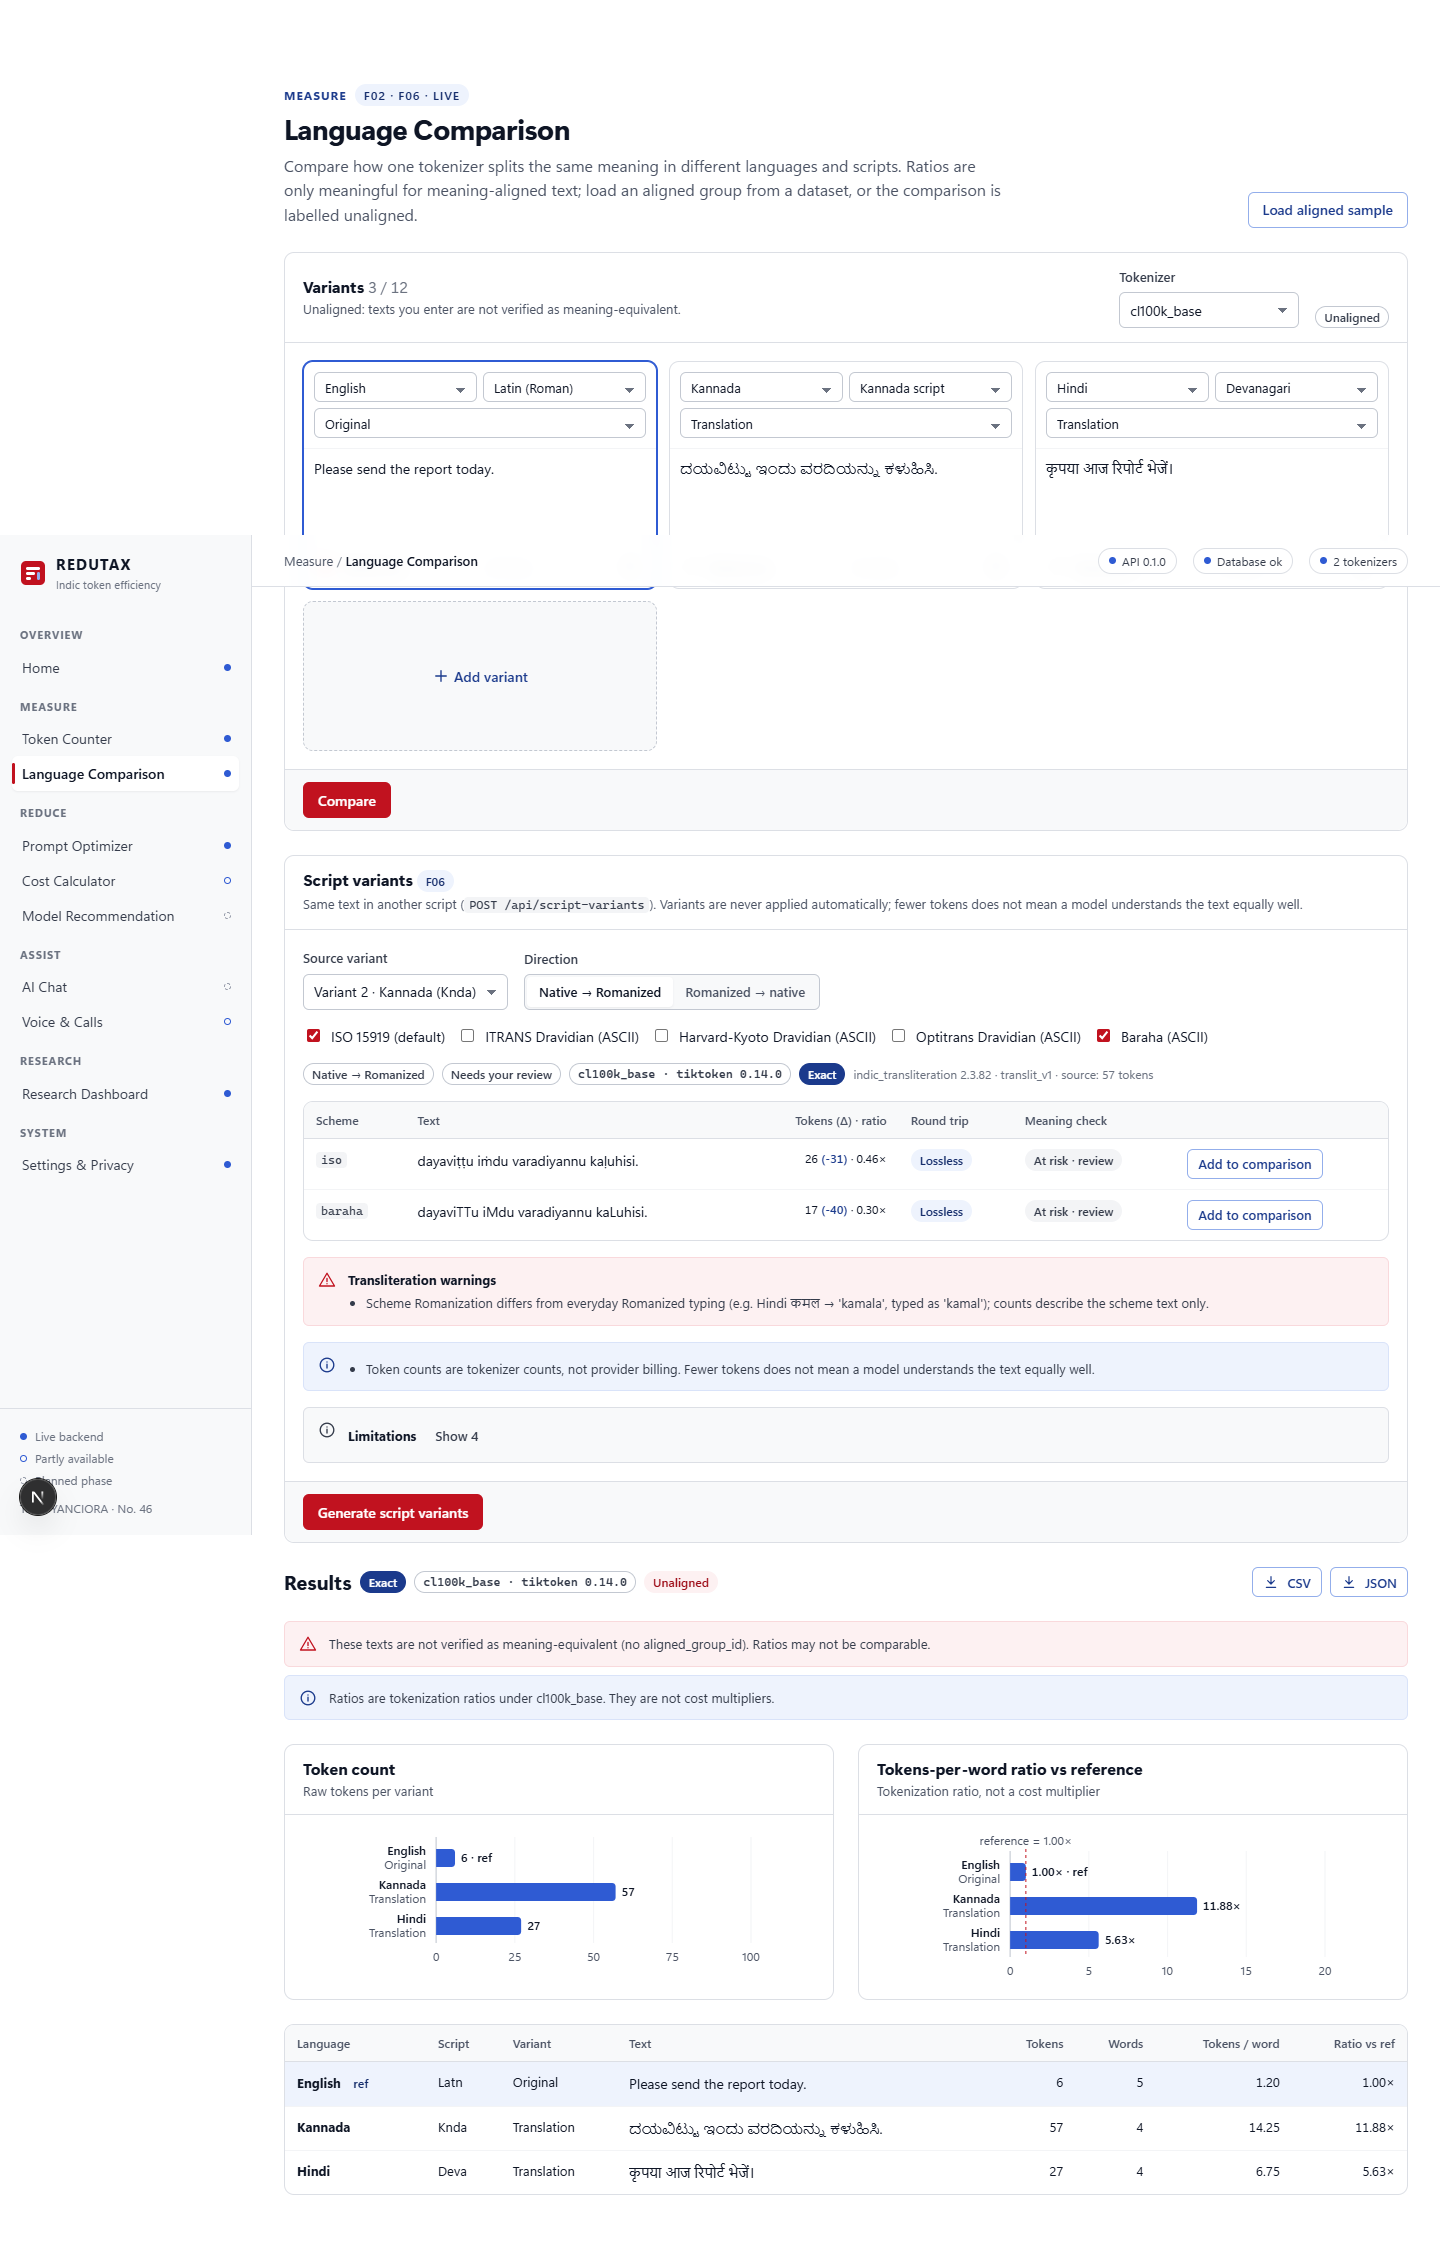 MEASURE F02 · F06 · LIVE
Language Comparison
Compare how one tokenizer splits the same meaning in different languages and scripts. Ratios are
only meaningful for meaning-aligned text; load an aligned group from a dataset, or the comparison is
labelled unaligned.
Load aligned sample
Variants 3 / 12
Unaligned: texts you enter are not verified as meaning-equivalent.
Tokenizer
cl100k_base
Unaligned
English Latin (Roman)
Original
Please send the report today.
Kannada Kannada script
Translation
ದಯವಿಟ್ಟು ಇಂದು ವರದಿಯನ್ನು ಕಳುಹಿಸಿ.
Hindi Devanagari
Translation
कृपया आज रिपोर्ट भेजें।
REDUTAX
Indic token efficiency
OVERVIEW
Home
MEASURE
Token Counter
Language Comparison
REDUCE
Prompt Optimizer
Cost Calculator
Model Recommendation
ASSIST
AI Chat
Voice & Calls
RESEARCH
Research Dashboard
SYSTEM
Settings & Privacy
Live backend
Partly available
phase
N
YANCIORA · No. 46
Measure / Language Comparison
API 0.1.0 Database ok 2 tokenizers
+ Add variant
Compare
Script variants F06
Same text in another script ( POST /api/script-variants ). Variants are never applied automatically; fewer tokens does not mean a model understands the text equally well.
Source variant
Variant 2 · Kannada (Knda)
Direction
Native → Romanized Romanized → native
ISO 15919 (default) ITRANS Dravidian (ASCII) Harvard-Kyoto Dravidian (ASCII) Optitrans Dravidian (ASCII) Baraha (ASCII)
Native → Romanized Needs your review cl100k_base · tiktoken 0.14.0 Exact indic_transliteration 2.3.82 · translit_v1 · source: 57 tokens
Scheme Text Tokens (Δ) · ratio Round trip Meaning check
iso dayaviṭṭu iṁdu varadiyannu kaḷuhisi. 26 (-31) · 0.46× Lossless At risk · review Add to comparison
baraha dayaviTTu iMdu varadiyannu kaLuhisi. 17 (-40) · 0.30× Lossless At risk · review Add to comparison
Transliteration warnings
• Scheme Romanization differs from everyday Romanized typing (e.g. Hindi कमल → 'kamala', typed as 'kamal'); counts describe the scheme text only.
• Token counts are tokenizer counts, not provider billing. Fewer tokens does not mean a model understands the text equally well.
Limitations Show 4
Generate script variants
Results Exact cl100k_base · tiktoken 0.14.0 Unaligned
CSV JSON
These texts are not verified as meaning-equivalent (no aligned_group_id). Ratios may not be comparable.
Ratios are tokenization ratios under cl100k_base. They are not cost multipliers.
Token count
Raw tokens per variant
English
Original
6 · ref
Kannada
Translation
57
Hindi
Translation
27
0 25 50 75 100
Tokens-per-word ratio vs reference
Tokenization ratio, not a cost multiplier
reference = 1.00×
English
Original
1.00× · ref
Kannada
Translation
11.88×
Hindi
Translation
5.63×
0 5 10 15 20
Language Script Variant Text Tokens Words Tokens / word Ratio vs ref
English ref Latn Original Please send the report today. 6 5 1.20 1.00×
Kannada Knda Translation ದಯವಿಟ್ಟು ಇಂದು ವರದಿಯನ್ನು ಕಳುಹಿಸಿ. 57 4 14.25 11.88×
Hindi Deva Translation कृपया आज रिपोर्ट भेजें। 27 4 6.75 5.63×